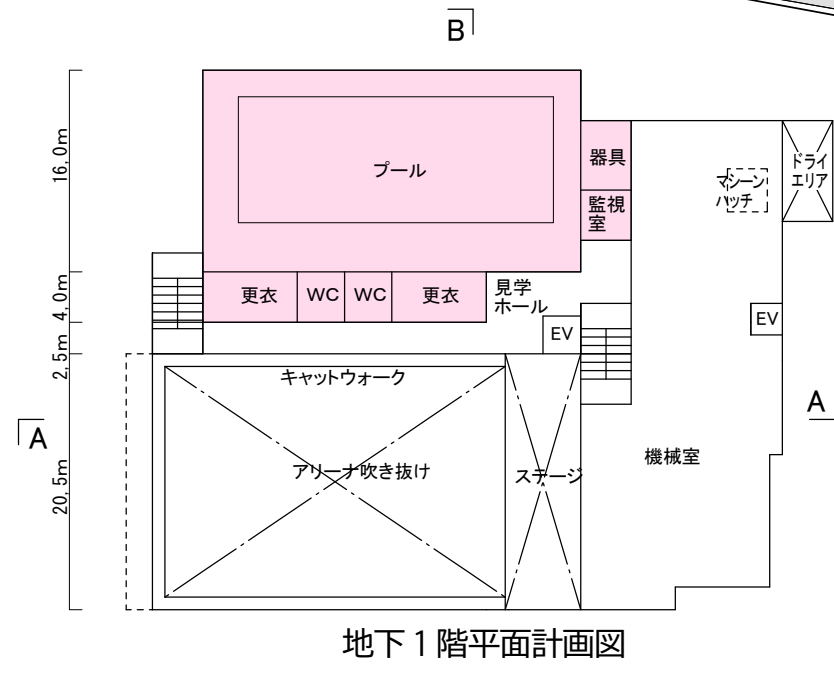 B
16,0m
プール
器具
監視
室
マシーン
ハッチ
ドライ
エリア
4,0m
更衣
WC
WC
更衣
見学
ホール
EV
EV
2,5m
キャットウォーク
A
A
20,5m
アリーナ吹き抜け
ステージ
機械室
地下1階平面計画図